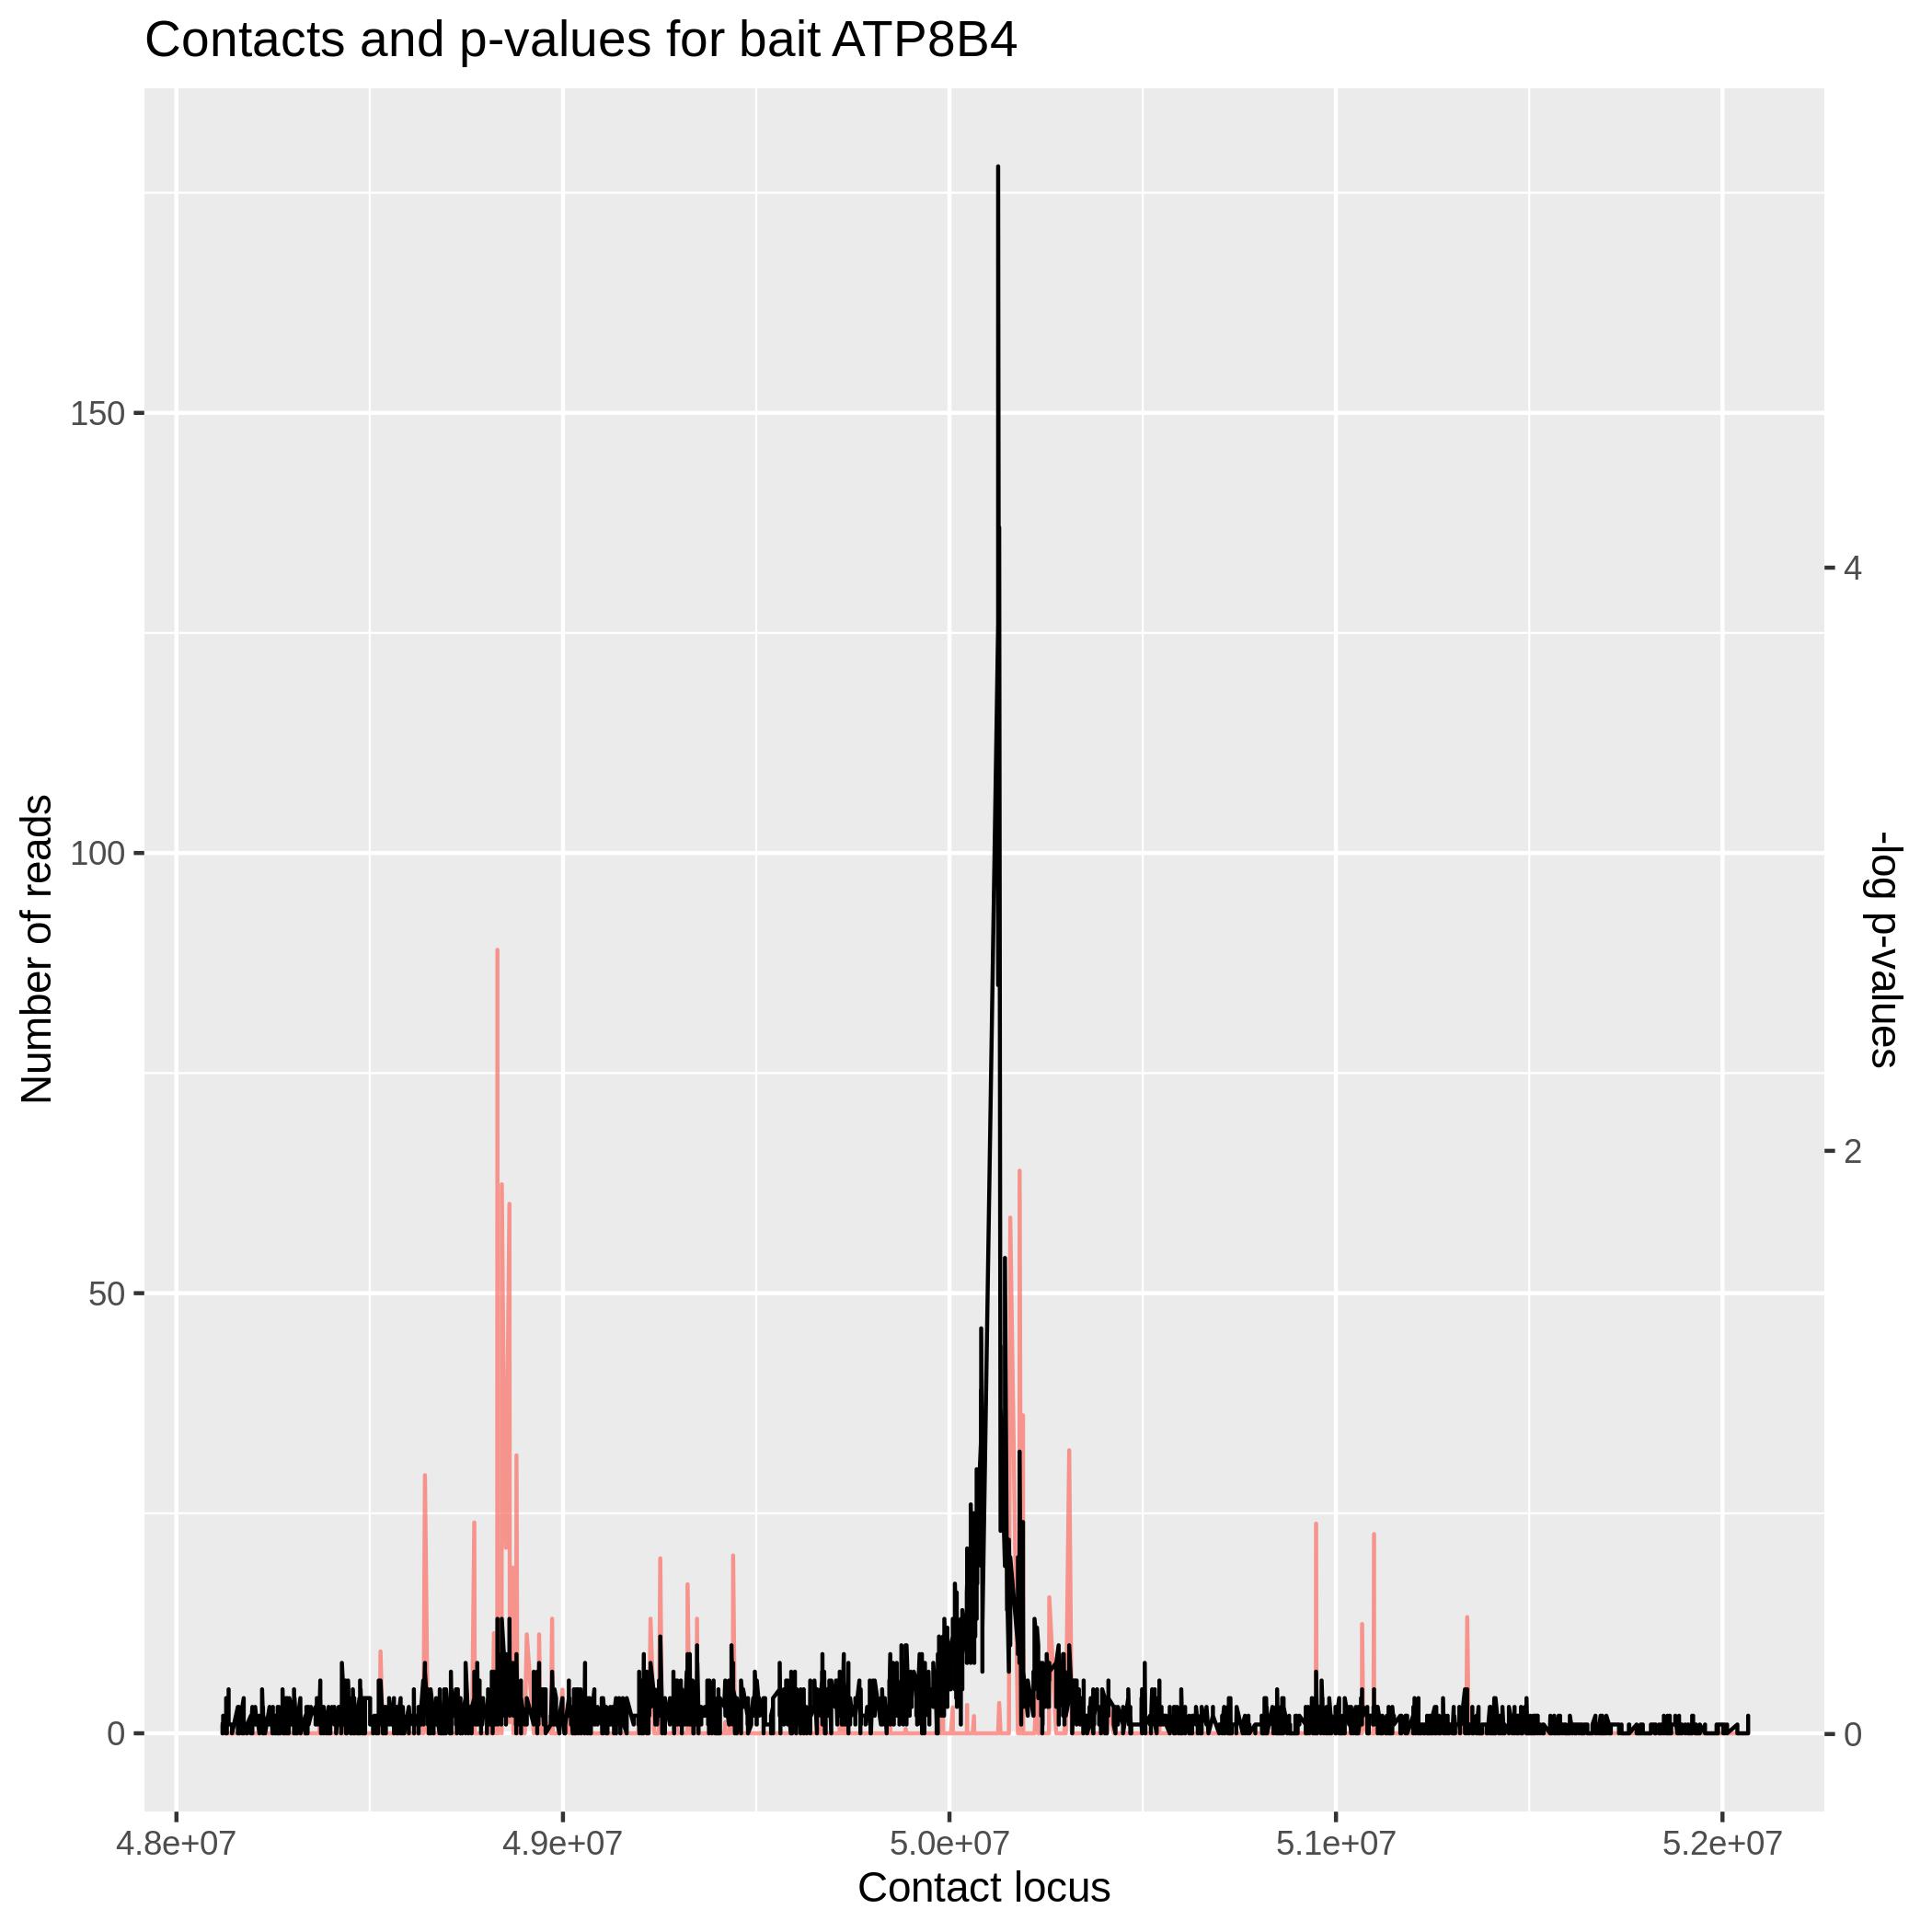 Contacts and p-values for bait ATP8B4
Number of reads
150
100
50
0
4
2
0
-log p-values
4.8e+07 4.9e+07 5.0e+07 5.1e+07 5.2e+07
Contact locus